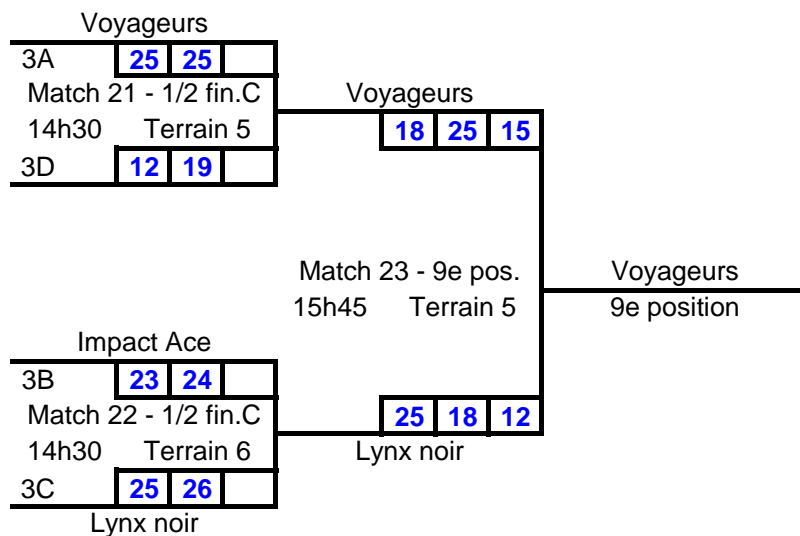 Voyageurs
3A 25 25
Match 21 - 1/2 fin.C
14h30 Terrain 5
3D 12 19
Voyageurs
18 25 15
Match 23 - 9e pos.
15h45 Terrain 5
Voyageurs
9e position
Impact Ace
3B 23 24
Match 22 - 1/2 fin.C
14h30 Terrain 6
3C 25 26
Lynx noir
25 18 12
Lynx noir